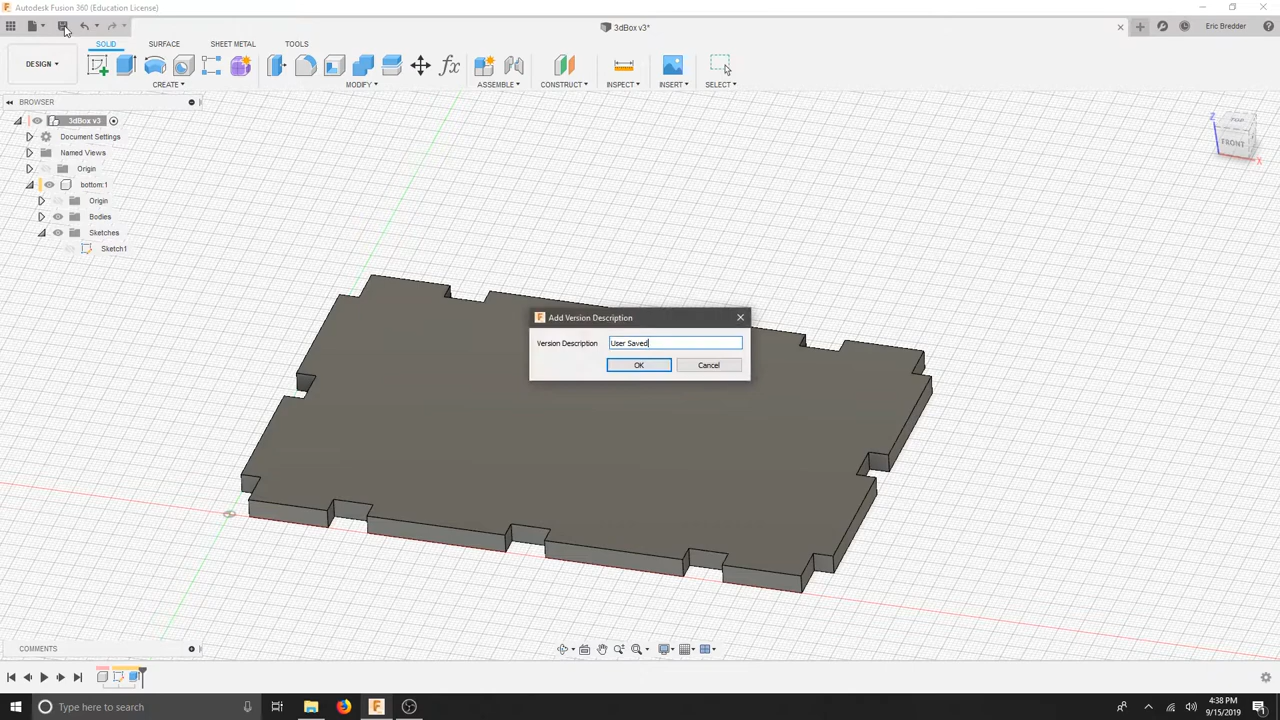 Autodesk Fusion 360 (Education License)
3dBox v3*
Eric Bredder
SOLID SURFACE SHEET METAL TOOLS
DESIGN
CREATE MODIFY ASSEMBLE CONSTRUCT INSPECT INSERT SELECT
BROWSER
3dBox v3
Document Settings
Named Views
Origin
bottom:1
Origin
Bodies
Sketches
Sketch1
Z
TOP
FRONT
X
Add Version Description
Version Description User Saved
OK Cancel
COMMENTS
Type here to search
4:38 PM
9/15/2019
1